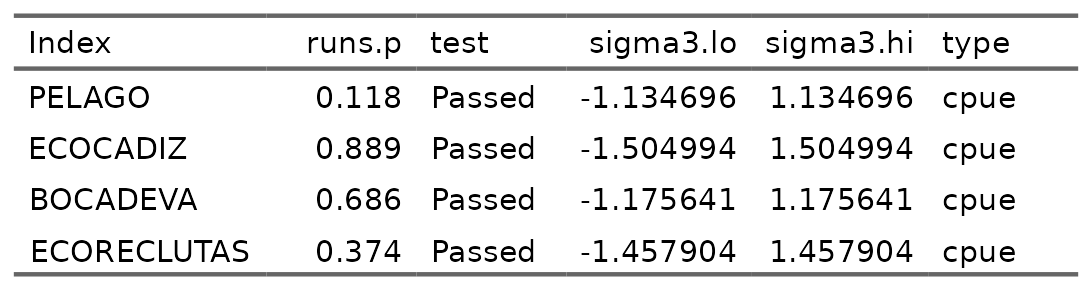 Index runs.p test sigma3.lo sigma3.hi type
PELAGO 0.118 Passed -1.134696 1.134696 cpue
ECOCADIZ 0.889 Passed -1.504994 1.504994 cpue
BOCADEVA 0.686 Passed -1.175641 1.175641 cpue
ECORECLUTAS 0.374 Passed -1.457904 1.457904 cpue